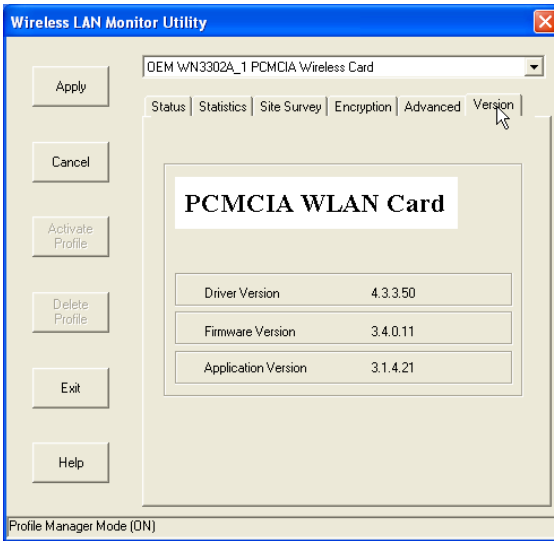 Wireless LAN Monitor Utility
OEM WN3302A_1 PCMCIA Wireless Card
Status Statistics Site Survey Encryption Advanced Version
Apply
Cancel
Activate
Profile
Delete
Profile
Exit
Help
PCMCIA WLAN Card
Driver Version 4.3.3.50
Firmware Version 3.4.0.11
Application Version 3.1.4.21
Profile Manager Mode (ON)